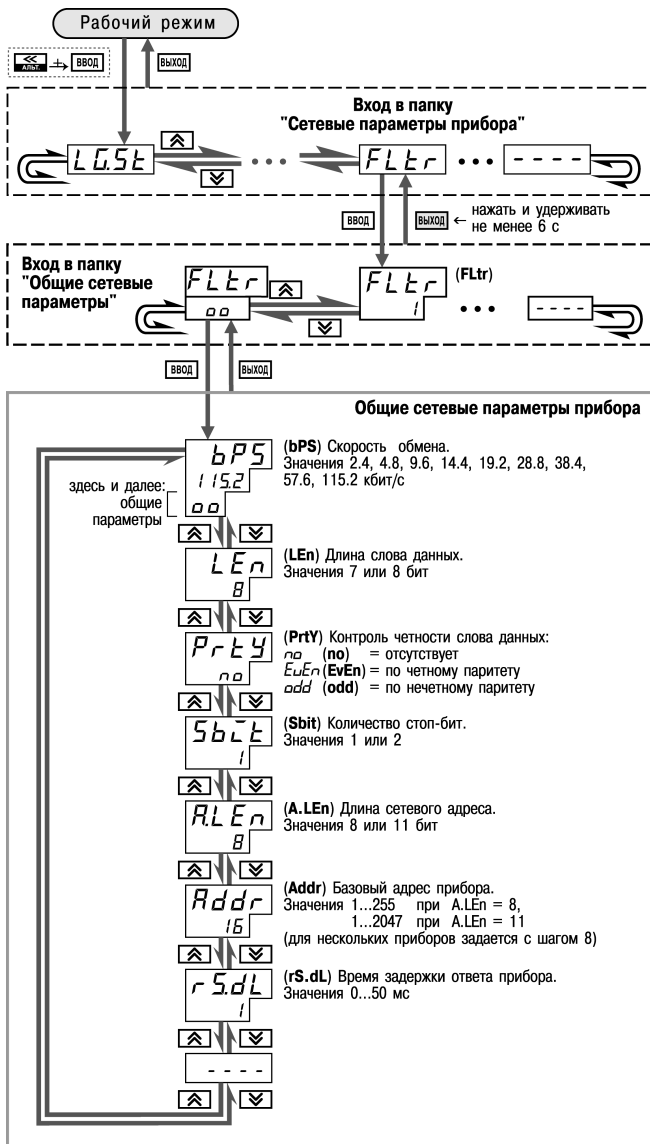 Рабочий режим
АЛЬТ. ВВОД ВЫХОД
Вход в папку
"Сетевые параметры прибора"
LG.St ••• FLtr ••• - - - -
ВВОД ВЫХОД ← нажать и удерживать
не менее 6 с
Вход в папку
"Общие сетевые
параметры"
FLtr
oo
FLtr (FLtr)
1
••• - - - -
ВВОД ВЫХОД
Общие сетевые параметры прибора
bPS
115.2
oo
(bPS) Скорость обмена.
Значения 2.4, 4.8, 9.6, 14.4, 19.2, 28.8, 38.4,
57.6, 115.2 кбит/с
здесь и далее:
общие
параметры
LEn
8
(LEn) Длина слова данных.
Значения 7 или 8 бит
PrtY
no
(PrtY) Контроль четности слова данных:
no (no) = отсутствует
EvEn (EvEn) = по четному паритету
odd (odd) = по нечетному паритету
Sbit
1
(Sbit) Количество стоп-бит.
Значения 1 или 2
A.LEn
8
(A.LEn) Длина сетевого адреса.
Значения 8 или 11 бит
Addr
16
(Addr) Базовый адрес прибора.
Значения 1...255 при A.LEn = 8,
1...2047 при A.LEn = 11
(для нескольких приборов задается с шагом 8)
rS.dL
1
(rS.dL) Время задержки ответа прибора.
Значения 0...50 мс
- - - -